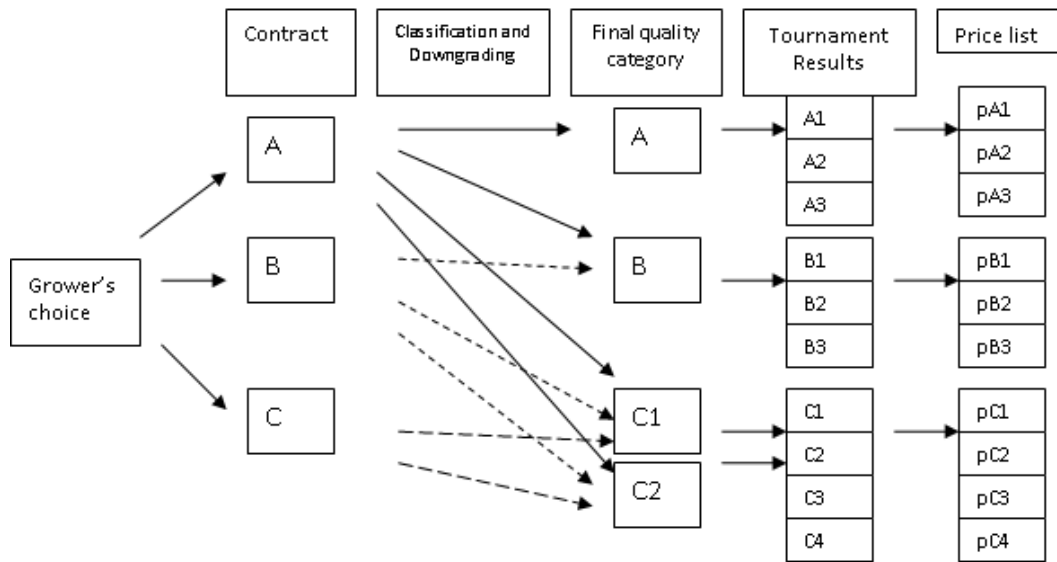 Contract
Classification and
Downgrading
Final quality
category
Tournament
Results
Price list
Grower's
choice
A
B
C
A
B
C1
C2
A1
A2
A3
B1
B2
B3
C1
C2
C3
C4
pA1
pA2
pA3
pB1
pB2
pB3
pC1
pC2
pC3
pC4